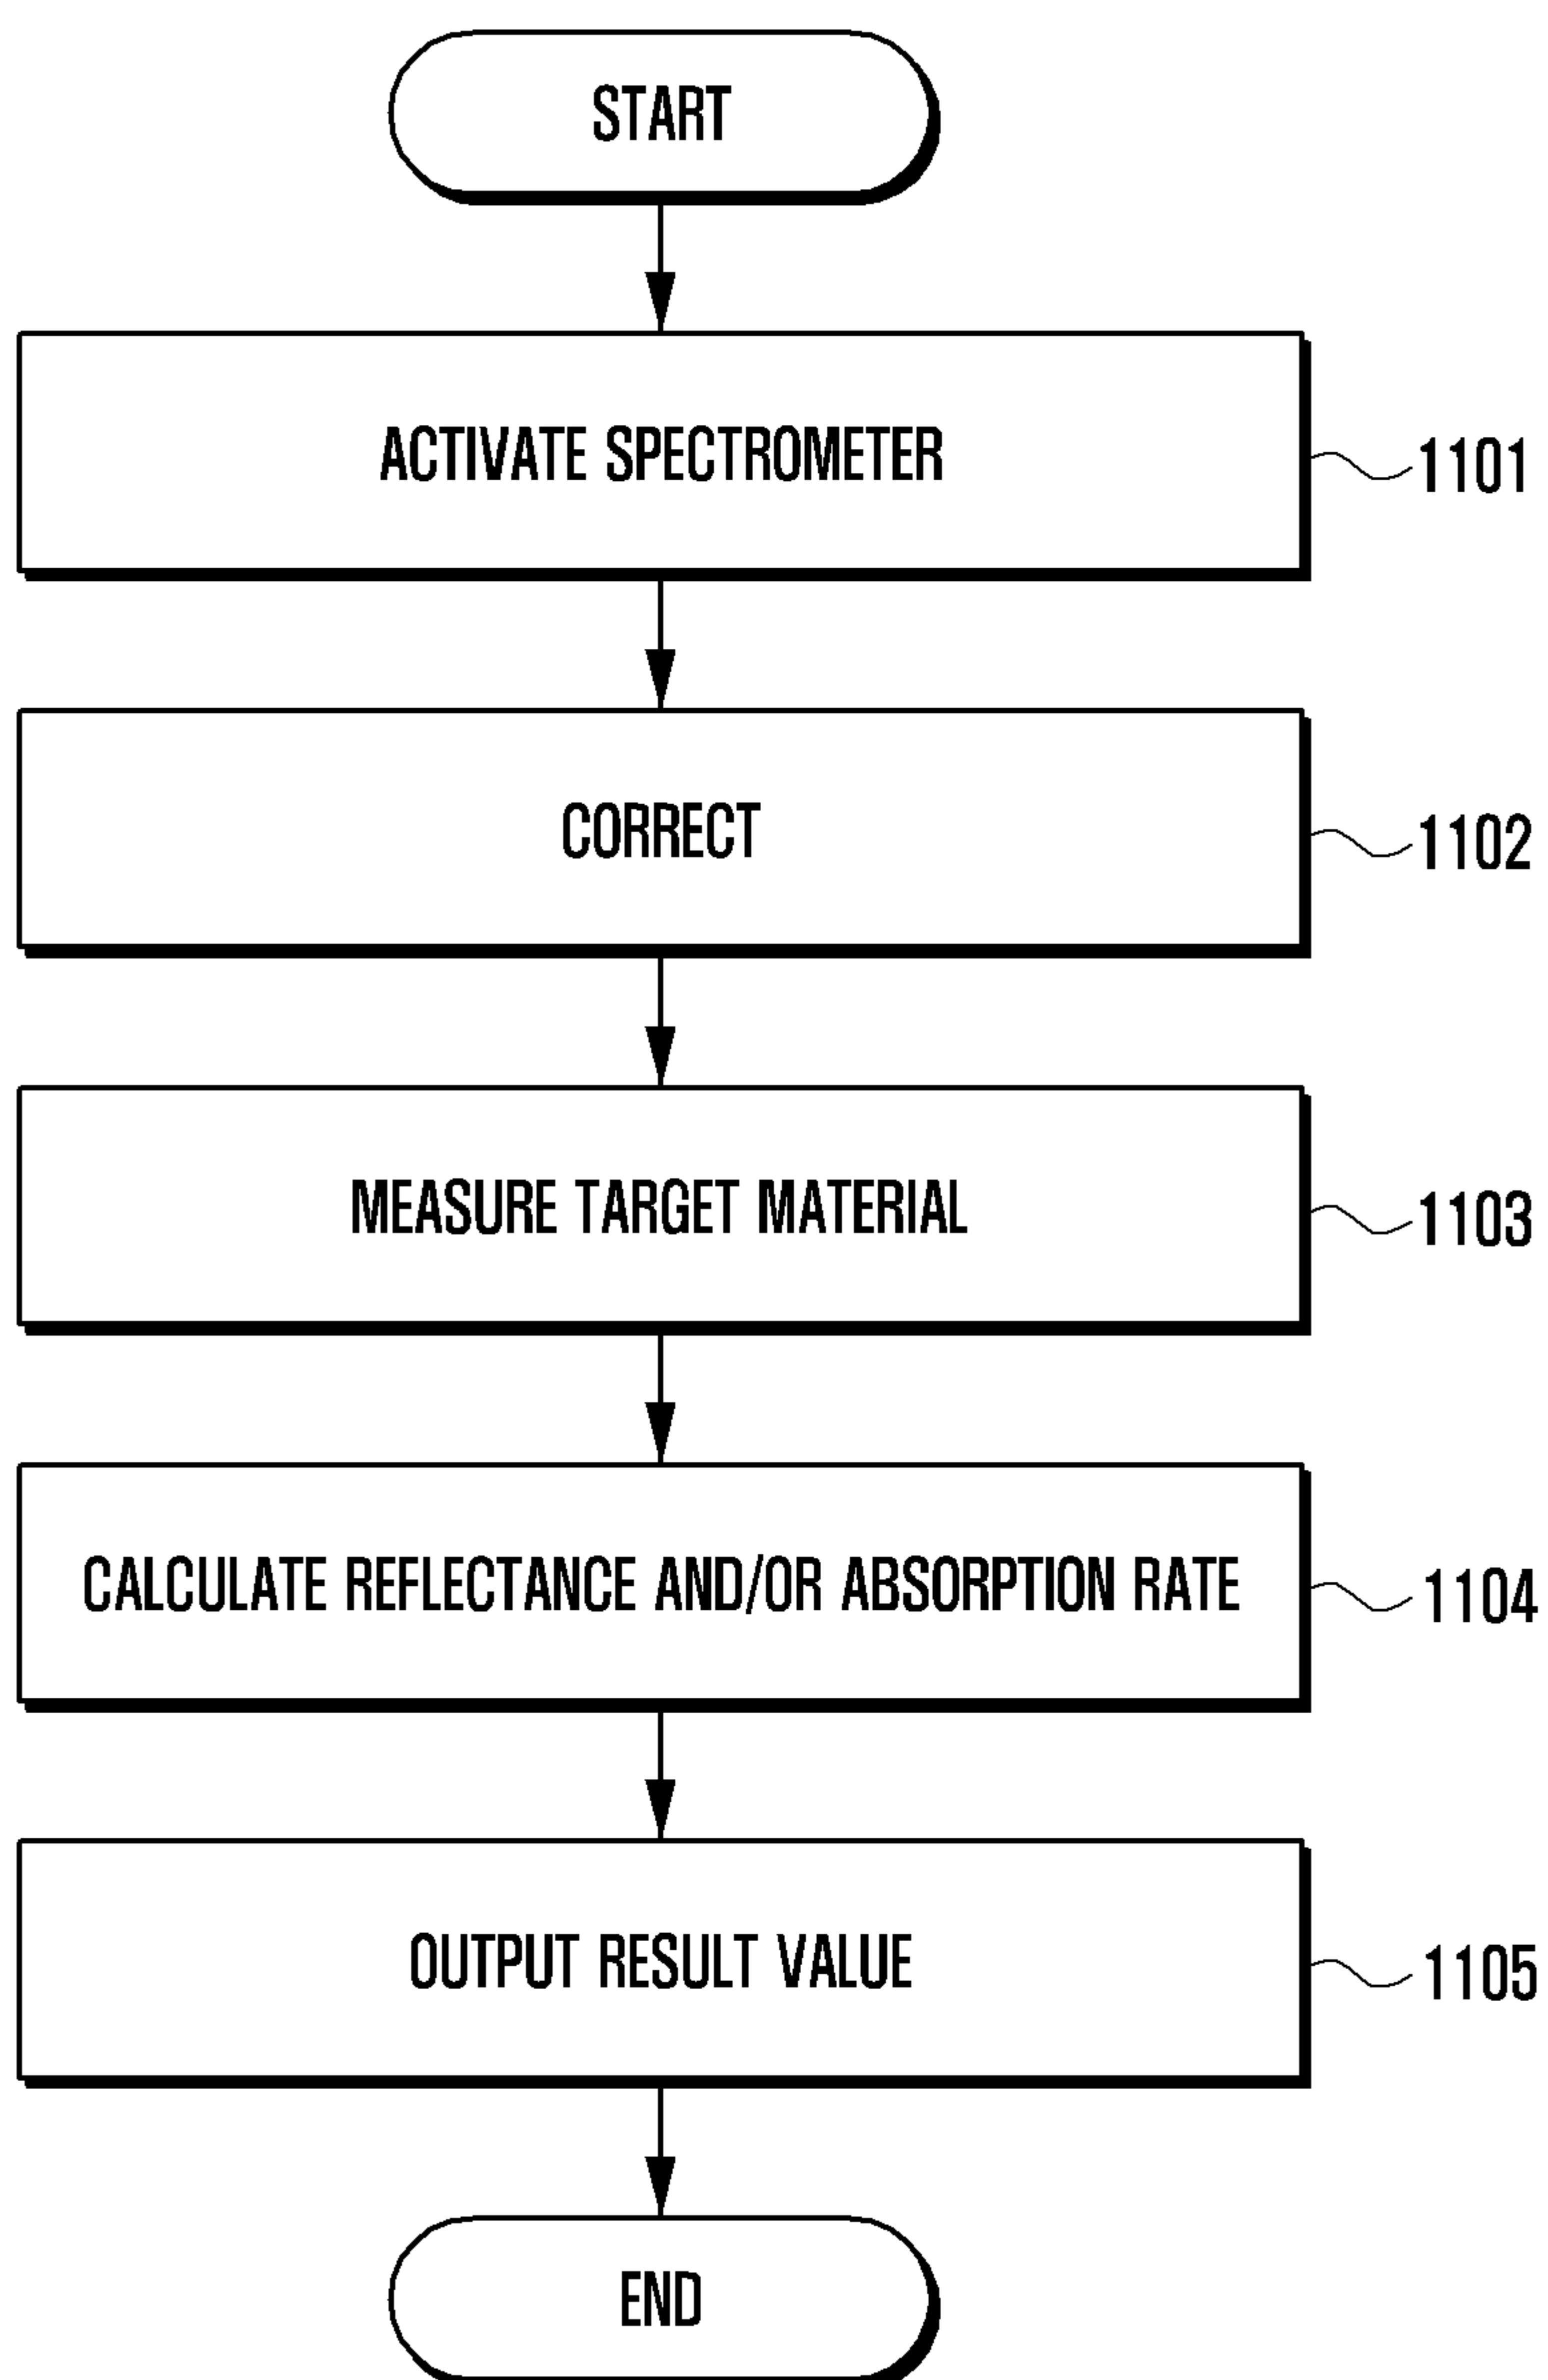 START
ACTIVATE SPECTROMETER
1101
CORRECT
1102
MEASURE TARGET MATERIAL
1103
CALCULATE REFLECTANCE AND/OR ABSORPTION RATE
1104
OUTPUT RESULT VALUE
1105
END